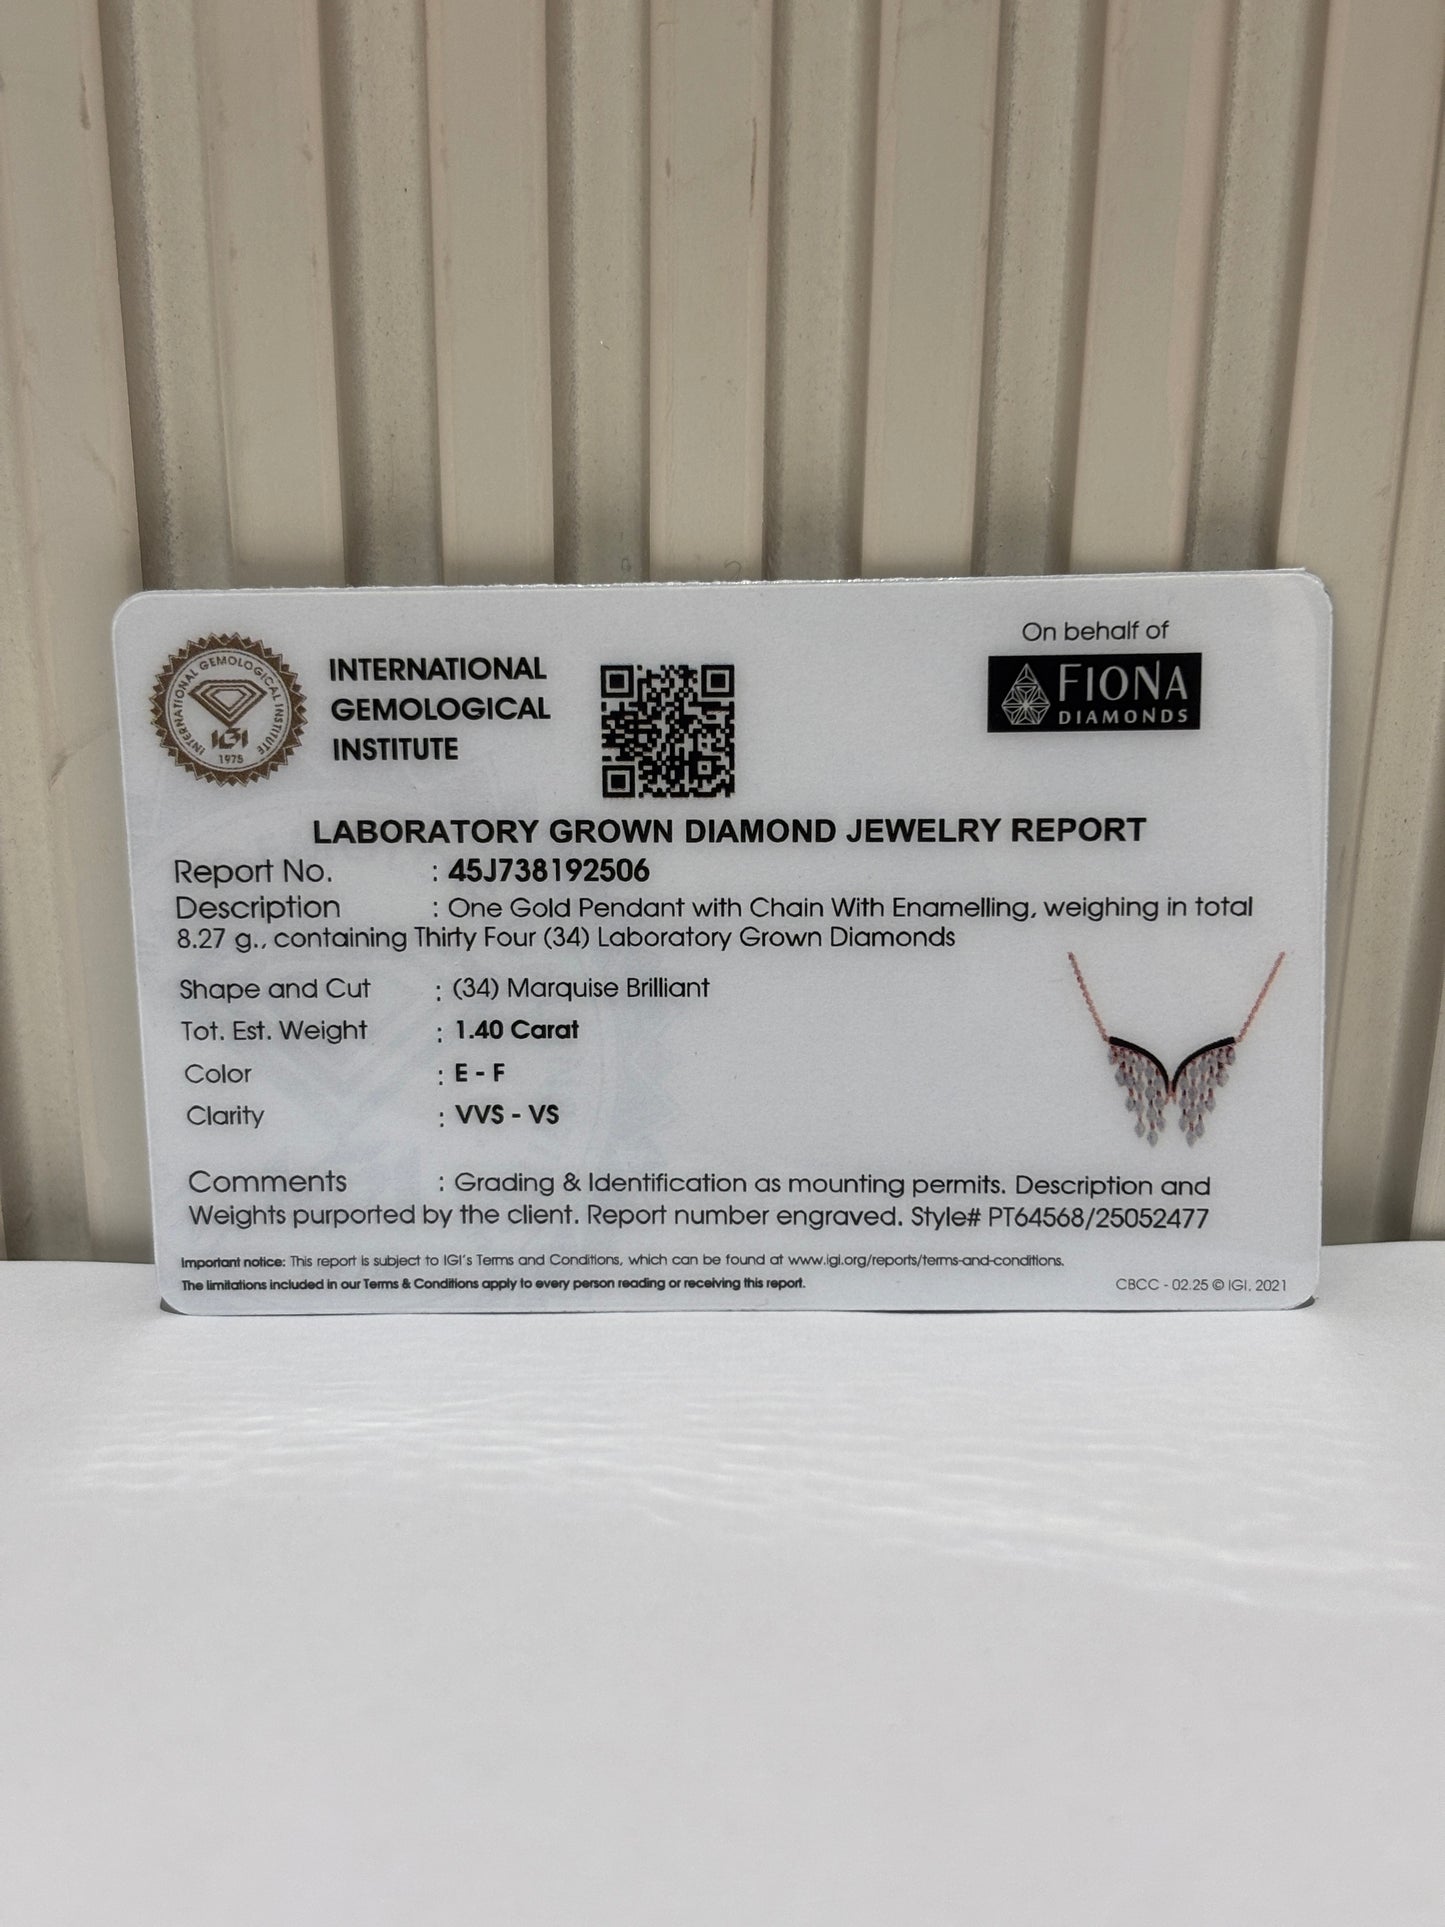 INTERNATIONAL GEMOLOGICAL INSTITUTE
IGI
1975
INTERNATIONAL
GEMOLOGICAL
INSTITUTE
On behalf of
FIONA
DIAMONDS
LABORATORY GROWN DIAMOND JEWELRY REPORT
Report No. : 45J738192506
Description : One Gold Pendant with Chain With Enamelling, weighing in total
8.27 g., containing Thirty Four (34) Laboratory Grown Diamonds
Shape and Cut : (34) Marquise Brilliant
Tot. Est. Weight : 1.40 Carat
Color : E - F
Clarity : VVS - VS
Comments : Grading & Identification as mounting permits. Description and
Weights purported by the client. Report number engraved. Style# PT64568/25052477
Important notice: This report is subject to IGI's Terms and Conditions, which can be found at www.igi.org/reports/terms-and-conditions.
The limitations included in our Terms & Conditions apply to every person reading or receiving this report.
CBCC - 02.25 © IGI. 2021